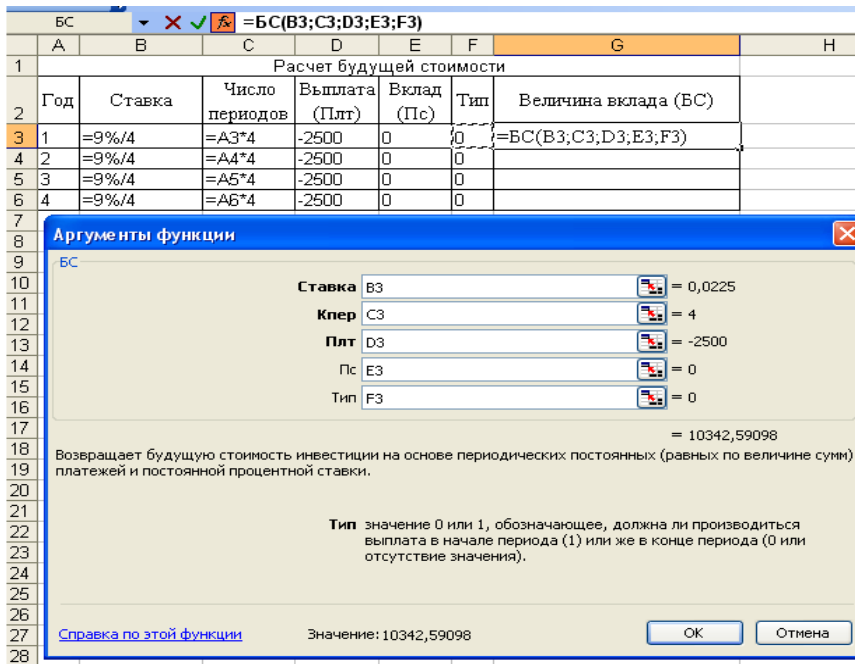 БС =БС(B3;C3;D3;E3;F3)
A B C D E F G H
1 Расчет будущей стоимости
2 Год Ставка Число периодов Выплата (Плт) Вклад (Пс) Тип Величина вклада (БС)
3 1 =9%/4 =A3*4 -2500 0 0 =БС(B3;C3;D3;E3;F3)
4 2 =9%/4 =A4*4 -2500 0 0
5 3 =9%/4 =A5*4 -2500 0 0
6 4 =9%/4 =A6*4 -2500 0 0
7
8 Аргументы функции
9 БС
10 Ставка B3 = 0,0225
11
12 Кпер C3 = 4
13 Плт D3 = -2500
14 Пс E3 = 0
15
16 Тип F3 = 0
17 = 10342,59098
18 Возвращает будущую стоимость инвестиции на основе периодических постоянных (равных по величине сумм)
19 платежей и постоянной процентной ставки.
20
21
22 Тип значение 0 или 1, обозначающее, должна ли производиться
23 выплата в начале периода (1) или же в конце периода (0 или
24 отсутствие значения).
25
26
27 Справка по этой функции Значение: 10342,59098 ОК Отмена
28